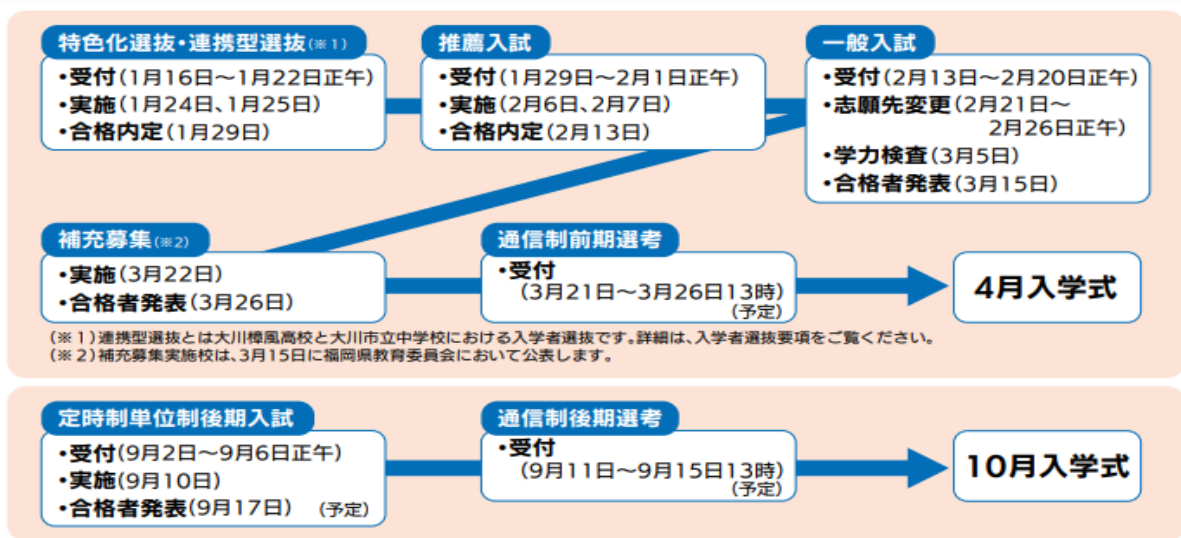 特色化選抜・連携型選抜(※1)
・受付(1月16日～1月22日正午)
・実施(1月24日、1月25日)
・合格内定(1月29日)
推薦入試
・受付(1月29日～2月1日正午)
・実施(2月6日、2月7日)
・合格内定(2月13日)
一般入試
・受付(2月13日～2月20日正午)
・志願先変更(2月21日～
2月26日正午)
・学力検査(3月5日)
・合格者発表(3月15日)
補充募集(※2)
・実施(3月22日)
・合格者発表(3月26日)
通信制前期選考
・受付
(3月21日～3月26日13時)
(予定)
4月入学式
(※1)連携型選抜とは大川樟風高校と大川市立中学校における入学者選抜です。詳細は、入学者選抜要項をご覧ください。
(※2)補充募集実施校は、3月15日に福岡県教育委員会において公表します。
定時制単位制後期入試
・受付(9月2日～9月6日正午)
・実施(9月10日)
・合格者発表(9月17日) (予定)
通信制後期選考
・受付
(9月11日～9月15日13時)
(予定)
10月入学式